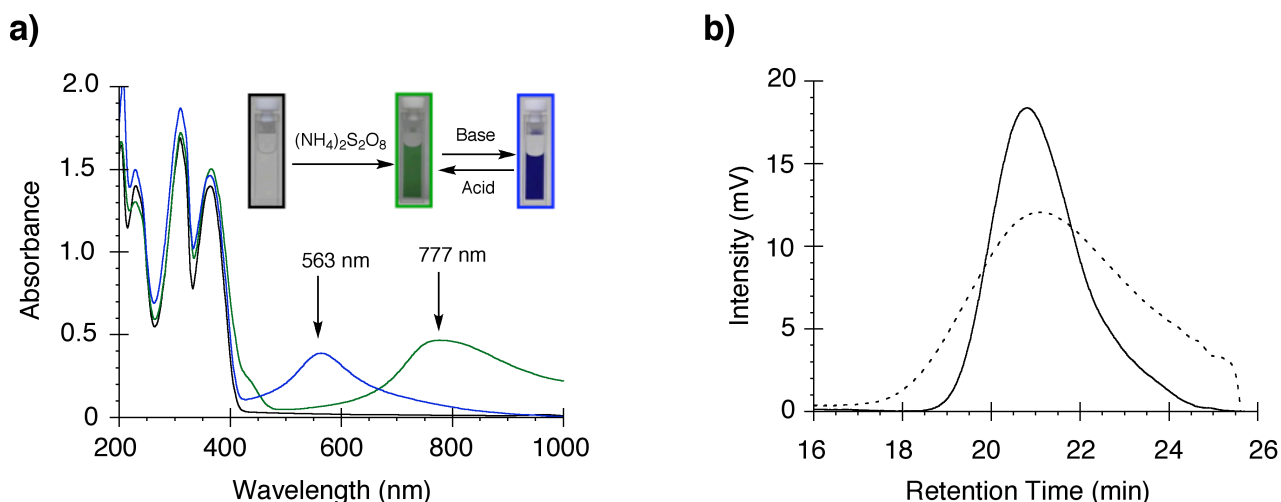 a)
2.0
1.5
1.0
0.5
0
Absorbance
200
400
600
800
1000
Wavelength (nm)
(NH4)2S2O8
Base
Acid
563 nm
777 nm
b)
20
15
10
5
0
Intensity (mV)
16
18
20
22
24
26
Retention Time (min)